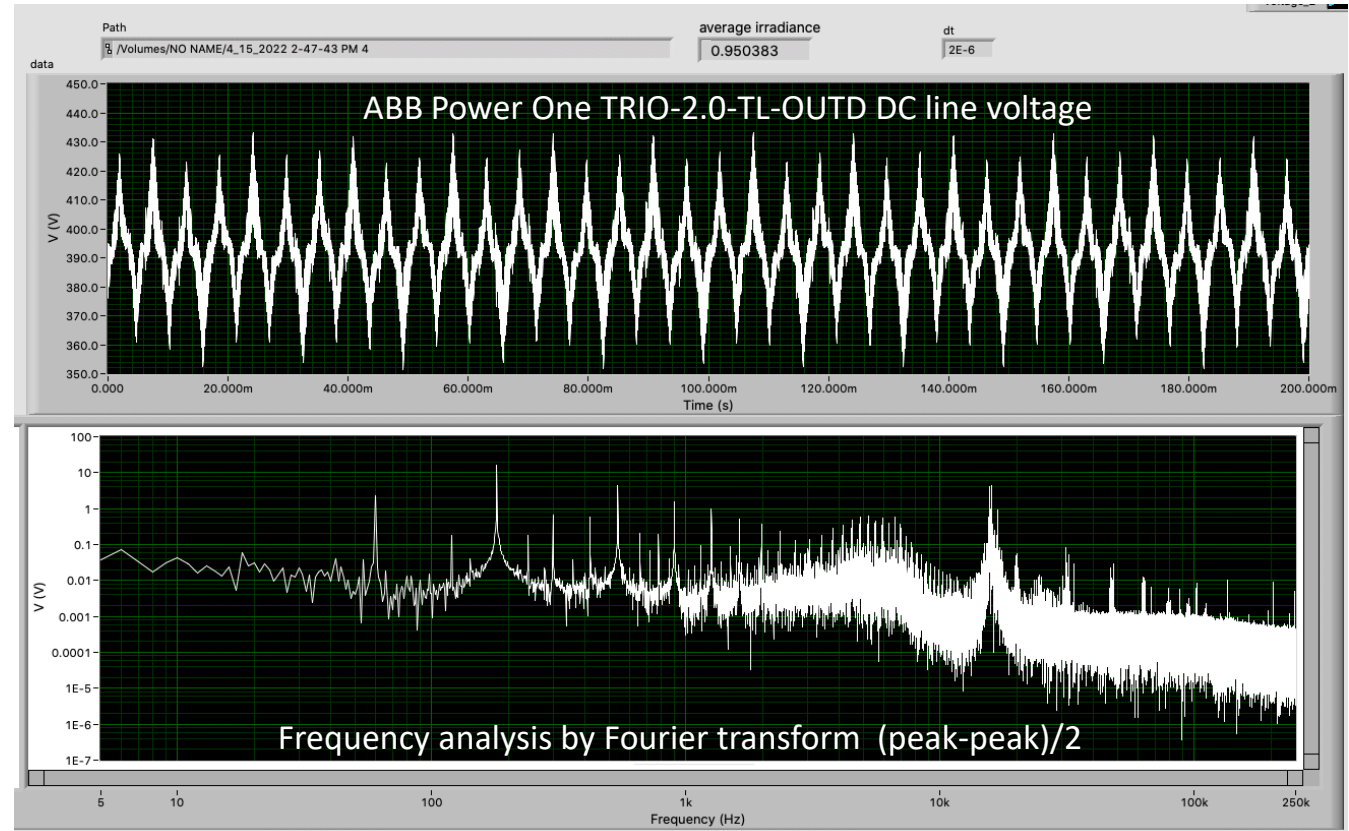 Path
average irradiance
dt
/Volumes/NO NAME/4_15_2022 2-47-43 PM 4
0.950383
2E-6
data
ABB Power One TRIO-2.0-TL-OUTD DC line voltage
450.0
440.0
430.0
420.0
410.0
400.0
390.0
380.0
370.0
360.0
350.0
V (V)
0.000 20.000m 40.000m 60.000m 80.000m 100.000m 120.000m 140.000m 160.000m 180.000m 200.000m
Time (s)
100
10
1
0.1
0.01
0.001
0.0001
1E-5
1E-6
1E-7
V (V)
Frequency analysis by Fourier transform (peak-peak)/2
5 10 100 1k 10k 100k 250k
Frequency (Hz)